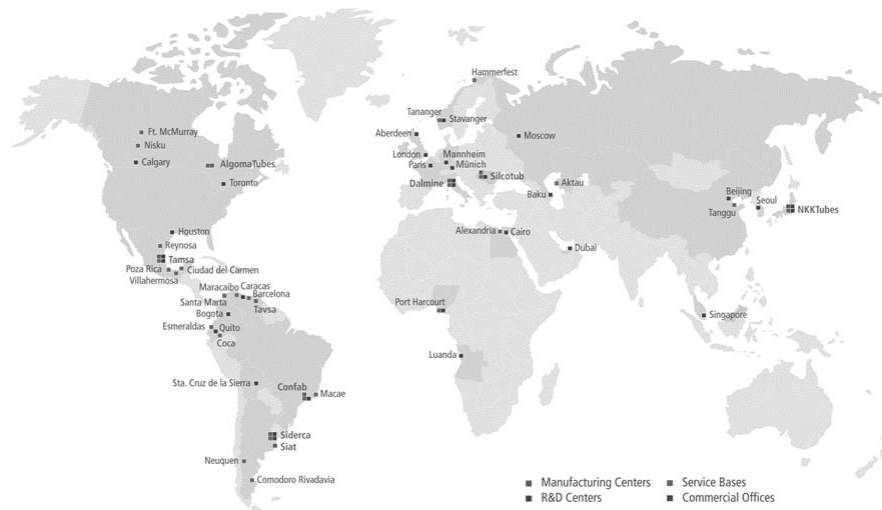 Hammerfest
Tananger
Stavanger
Aberdeen
Moscow
Ft. McMurray
Nisku
Calgary
AlgomaTubes
Toronto
London
Mannheim
Paris
Münich
Dalmine
Silcotub
Baku
Aktau
Beijing
Tanggu
Seoul
NKKTubes
Houston
Reynosa
Tamsa
Poza Rica
Ciudad del Carmen
Villahermosa
Alexandria
Cairo
Dubai
Maracaibo
Caracas
Barcelona
Santa Marta
Tavsa
Bogota
Port Harcourt
Singapore
Esmeraldas
Quito
Coca
Luanda
Sta. Cruz de la Sierra
Confab
Macae
Siderca
Siat
Neuquen
Comodoro Rivadavia
Manufacturing Centers
Service Bases
R&D Centers
Commercial Offices